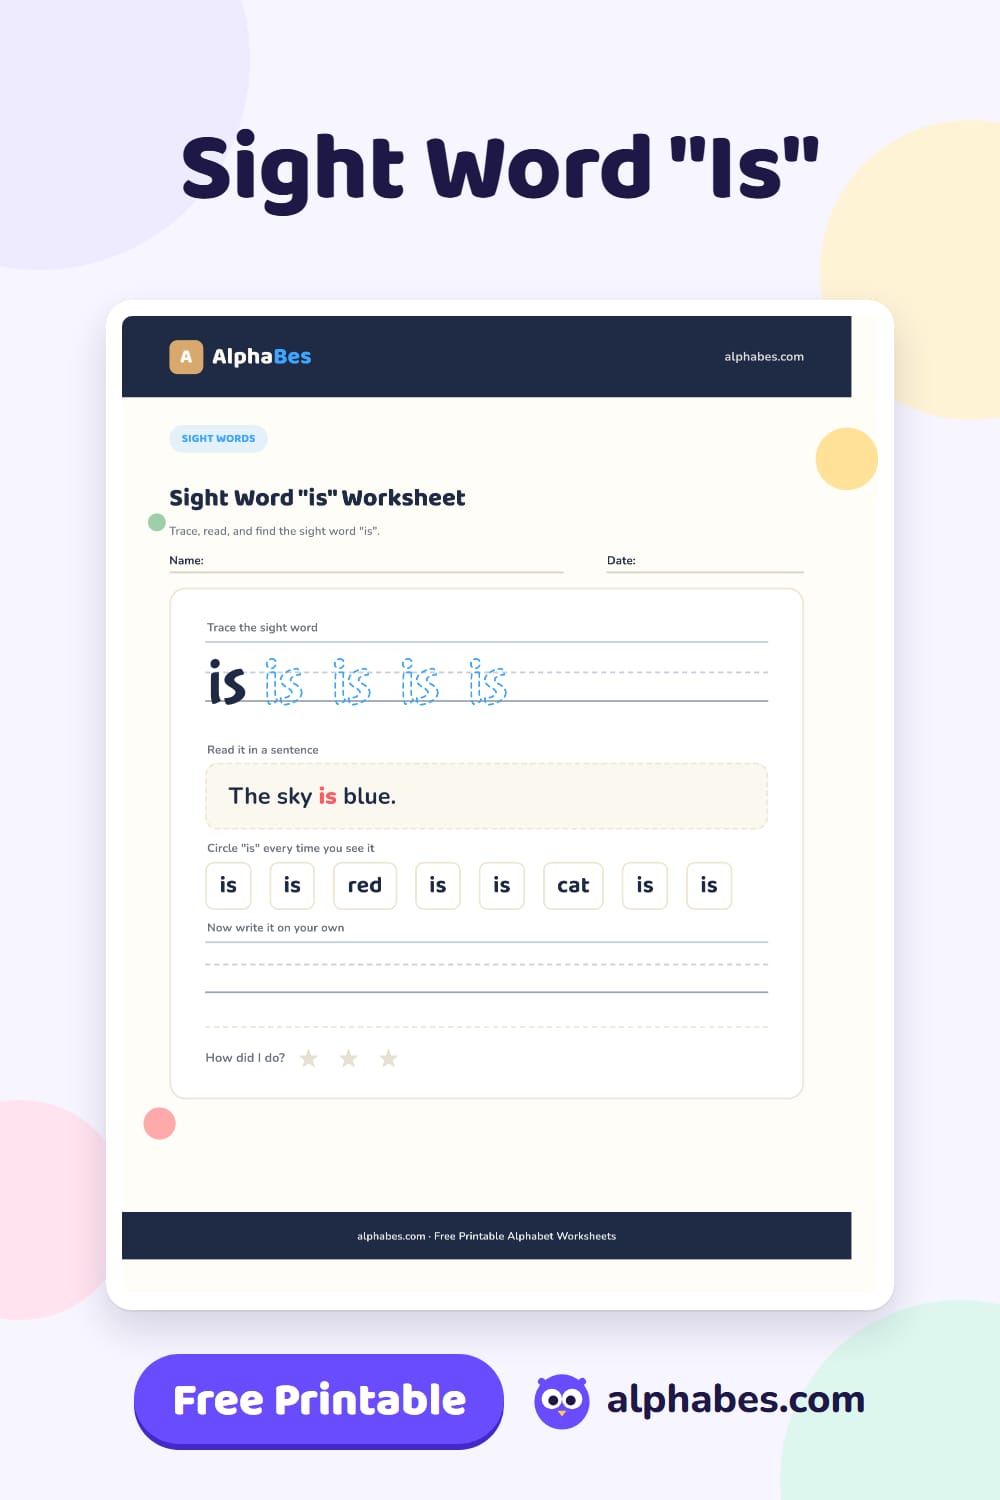 Sight Word "Is"
A AlphaBes alphabes.com
SIGHT WORDS
Sight Word "is" Worksheet
Trace, read, and find the sight word "is".
Name: Date:
Trace the sight word
is is is is is
Read it in a sentence
The sky is blue.
Circle "is" every time you see it
is is red is is cat is is
Now write it on your own
How did I do?
alphabes.com · Free Printable Alphabet Worksheets
Free Printable alphabes.com